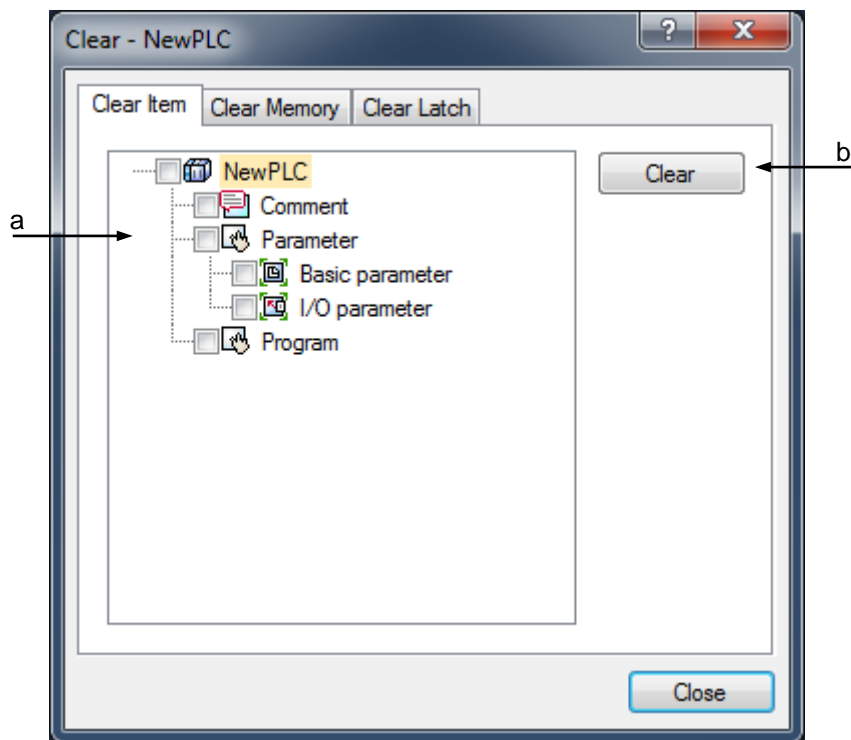 Clear - NewPLC
?
Clear Item Clear Memory Clear Latch
NewPLC
Clear
b
Comment
a
Parameter
Basic parameter
I/O parameter
Program
Close